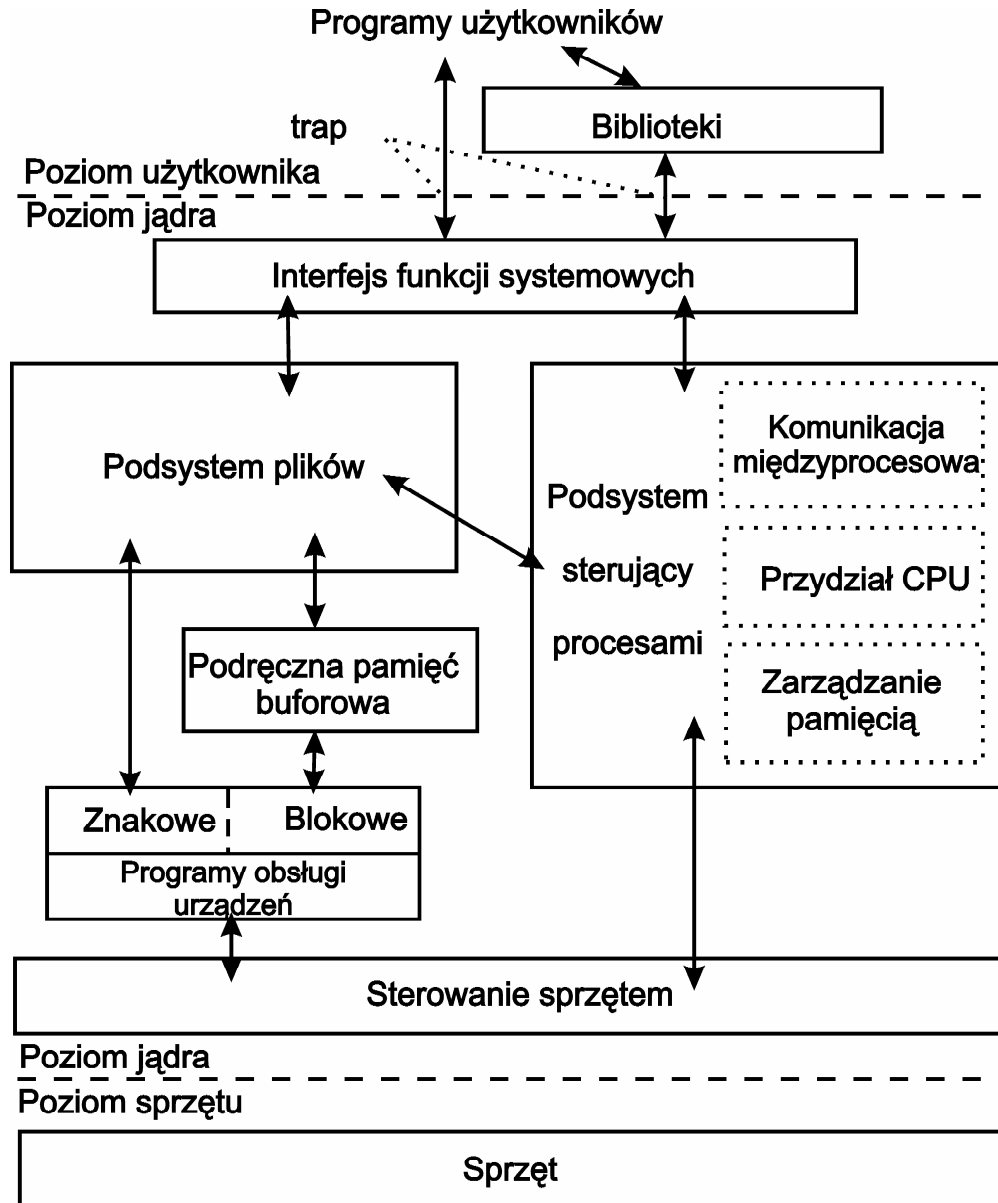 Programy użytkowników
Biblioteki
trap
Poziom użytkownika
Poziom jądra
Interfejs funkcji systemowych
Podsystem plików
Podsystem
sterujący
procesami
Komunikacja
międzyprocesowa
Przydział CPU
Zarządzanie
pamięcią
Podręczna pamięć
buforowa
Znakowe
Blokowe
Programy obsługi
urządzeń
Sterowanie sprzętem
Poziom jądra
Poziom sprzętu
Sprzęt